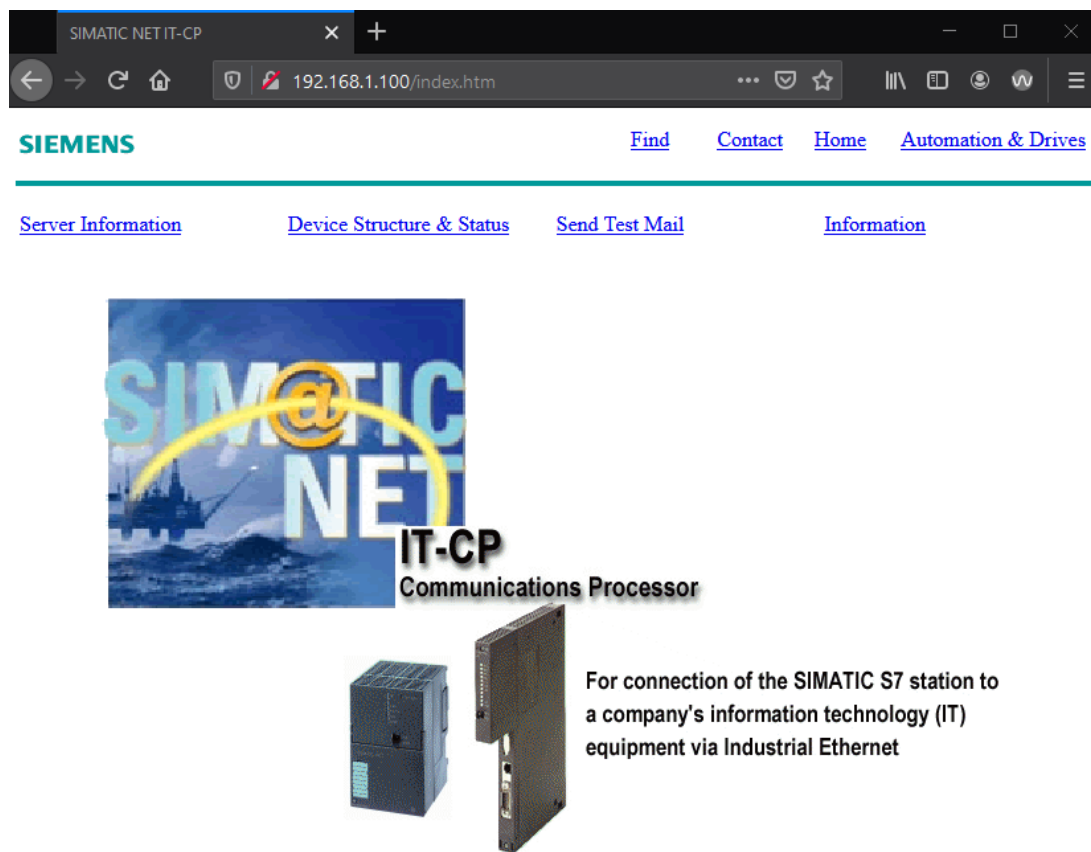 SIMATIC NET IT-CP
192.168.1.100/index.htm
SIEMENS Find Contact Home Automation & Drives
Server Information Device Structure & Status Send Test Mail Information
SIM@TIC
NET
IT-CP
Communications Processor
For connection of the SIMATIC S7 station to
a company's information technology (IT)
equipment via Industrial Ethernet